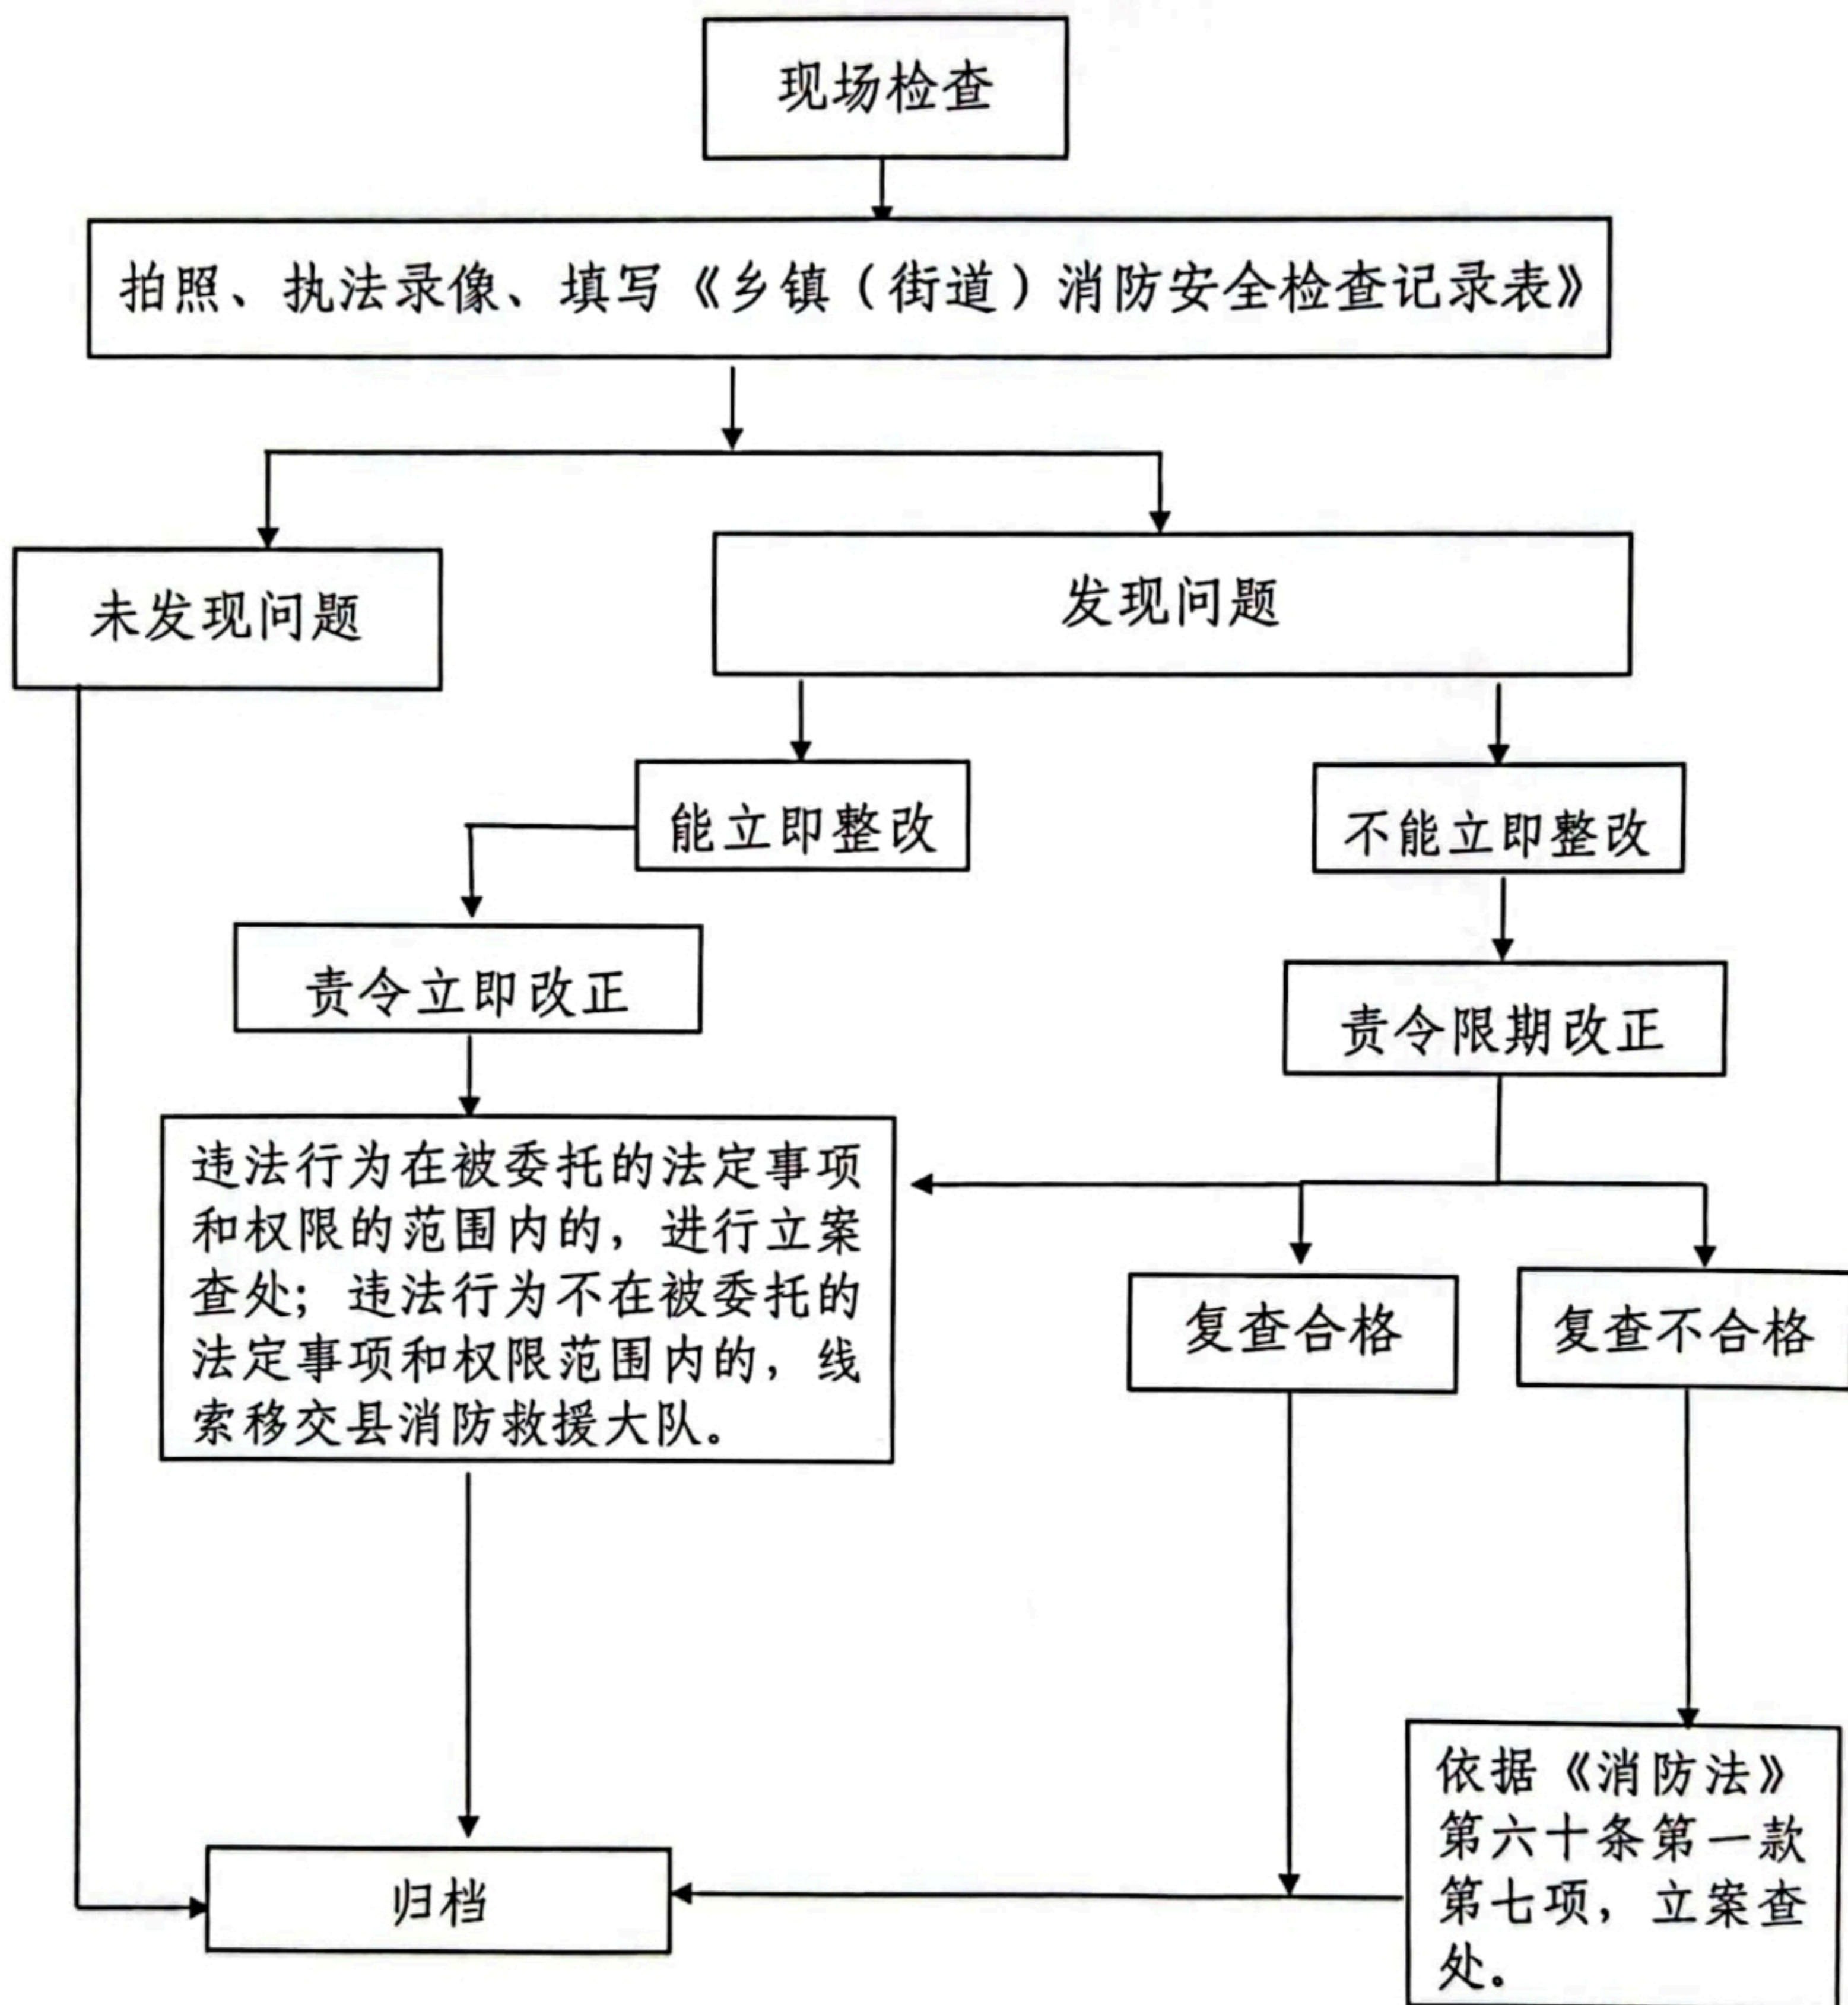 现场检查
拍照、执法录像、填写《乡镇（街道）消防安全检查记录表》
未发现问题
发现问题
能立即整改
不能立即整改
责令立即改正
责令限期改正
违法行为在被委托的法定事项
和权限的范围内的，进行立案
查处；违法行为不在被委托的
法定事项和权限范围内的，线
索移交县消防救援大队。
复查合格
复查不合格
依据《消防法》
第六十条第一款
第七项，立案查
处。
归档